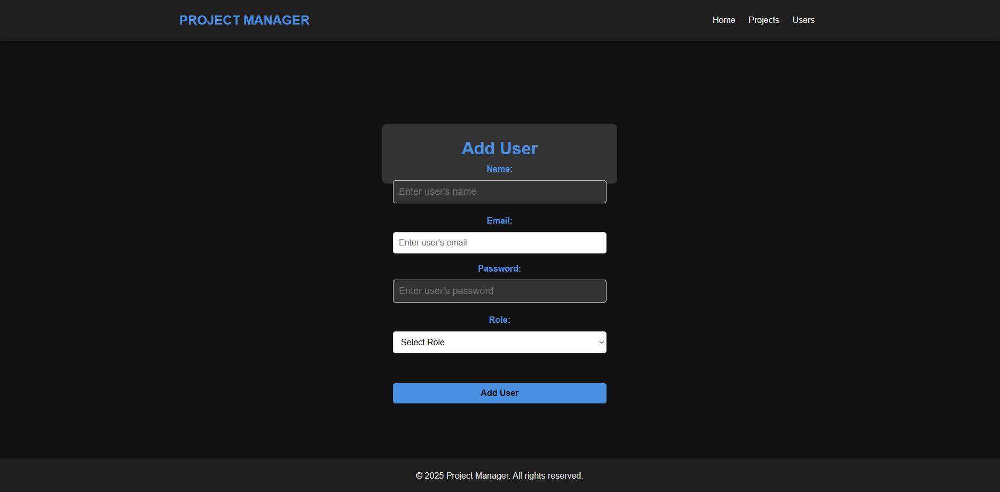 PROJECT MANAGER
Home Projects Users
Add User
Name:
Enter user's name
Email:
Enter user's email
Password:
Enter user's password
Role:
Select Role
Add User
© 2025 Project Manager. All rights reserved.